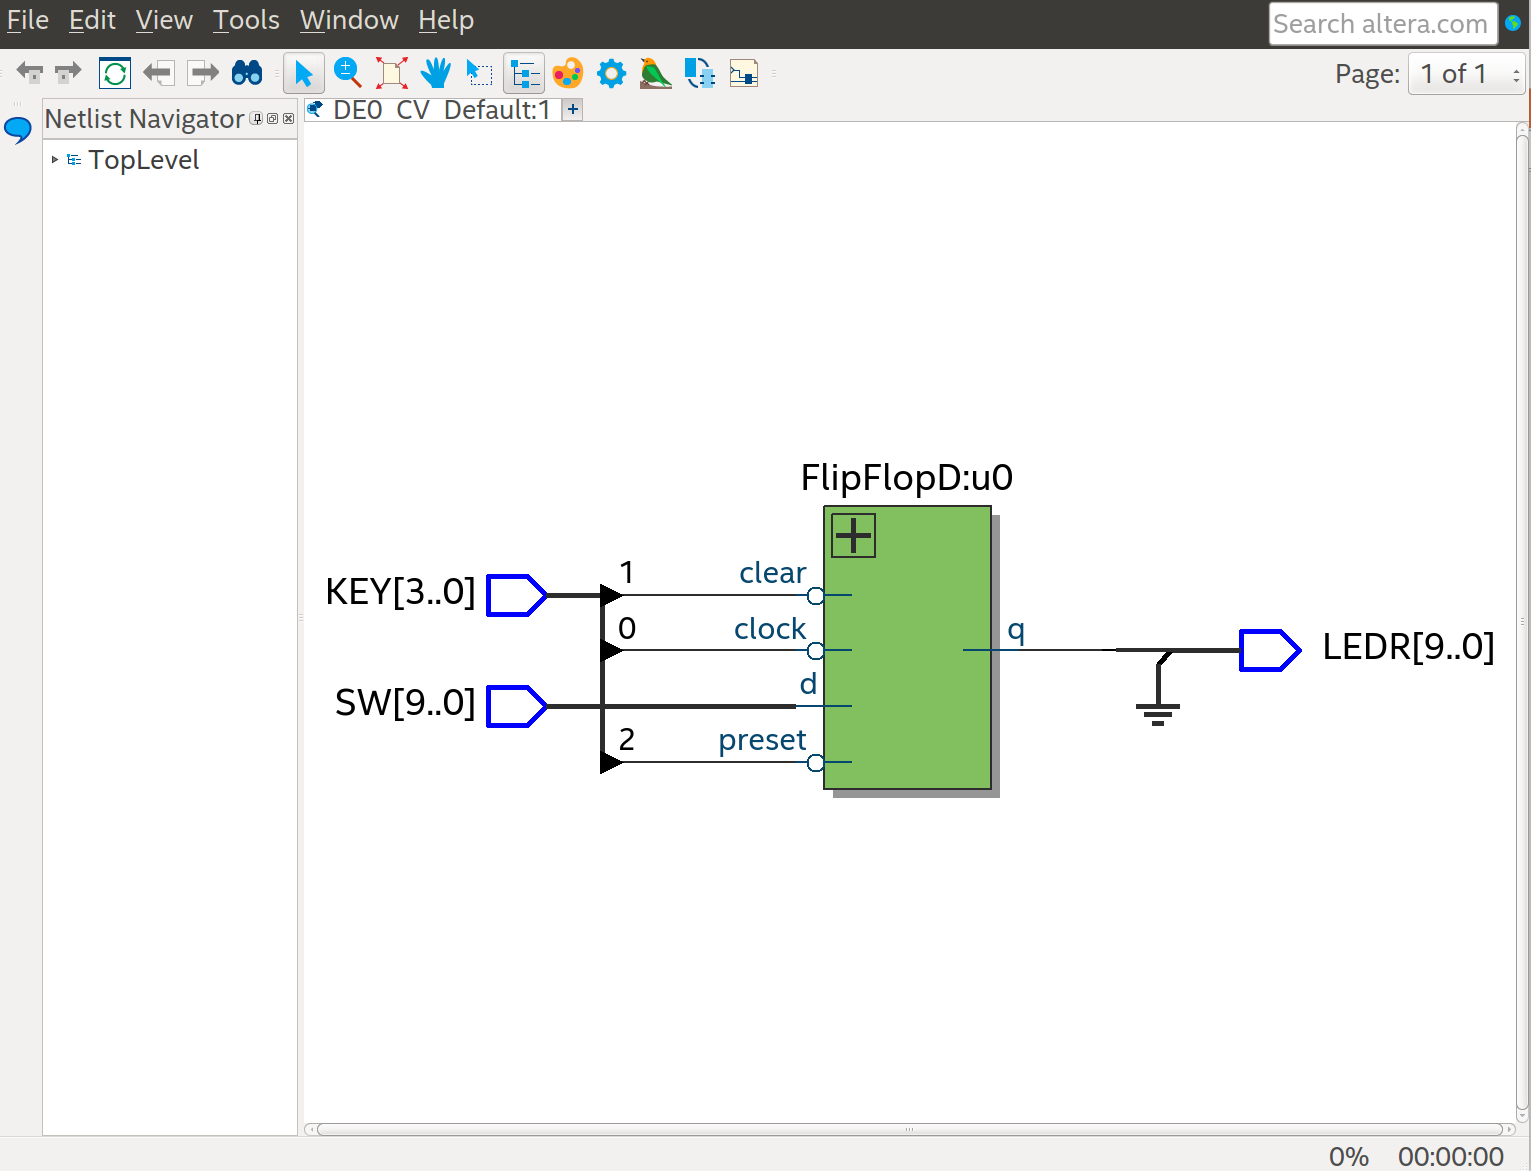 File Edit View Tools Window Help
Search altera.com
Page: 1 of 1
Netlist Navigator
DE0_CV_Default:1
TopLevel
FlipFlopD:u0
KEY[3..0]
1
clear
0
clock
q
LEDR[9..0]
SW[9..0]
d
2
preset
0% 00:00:00